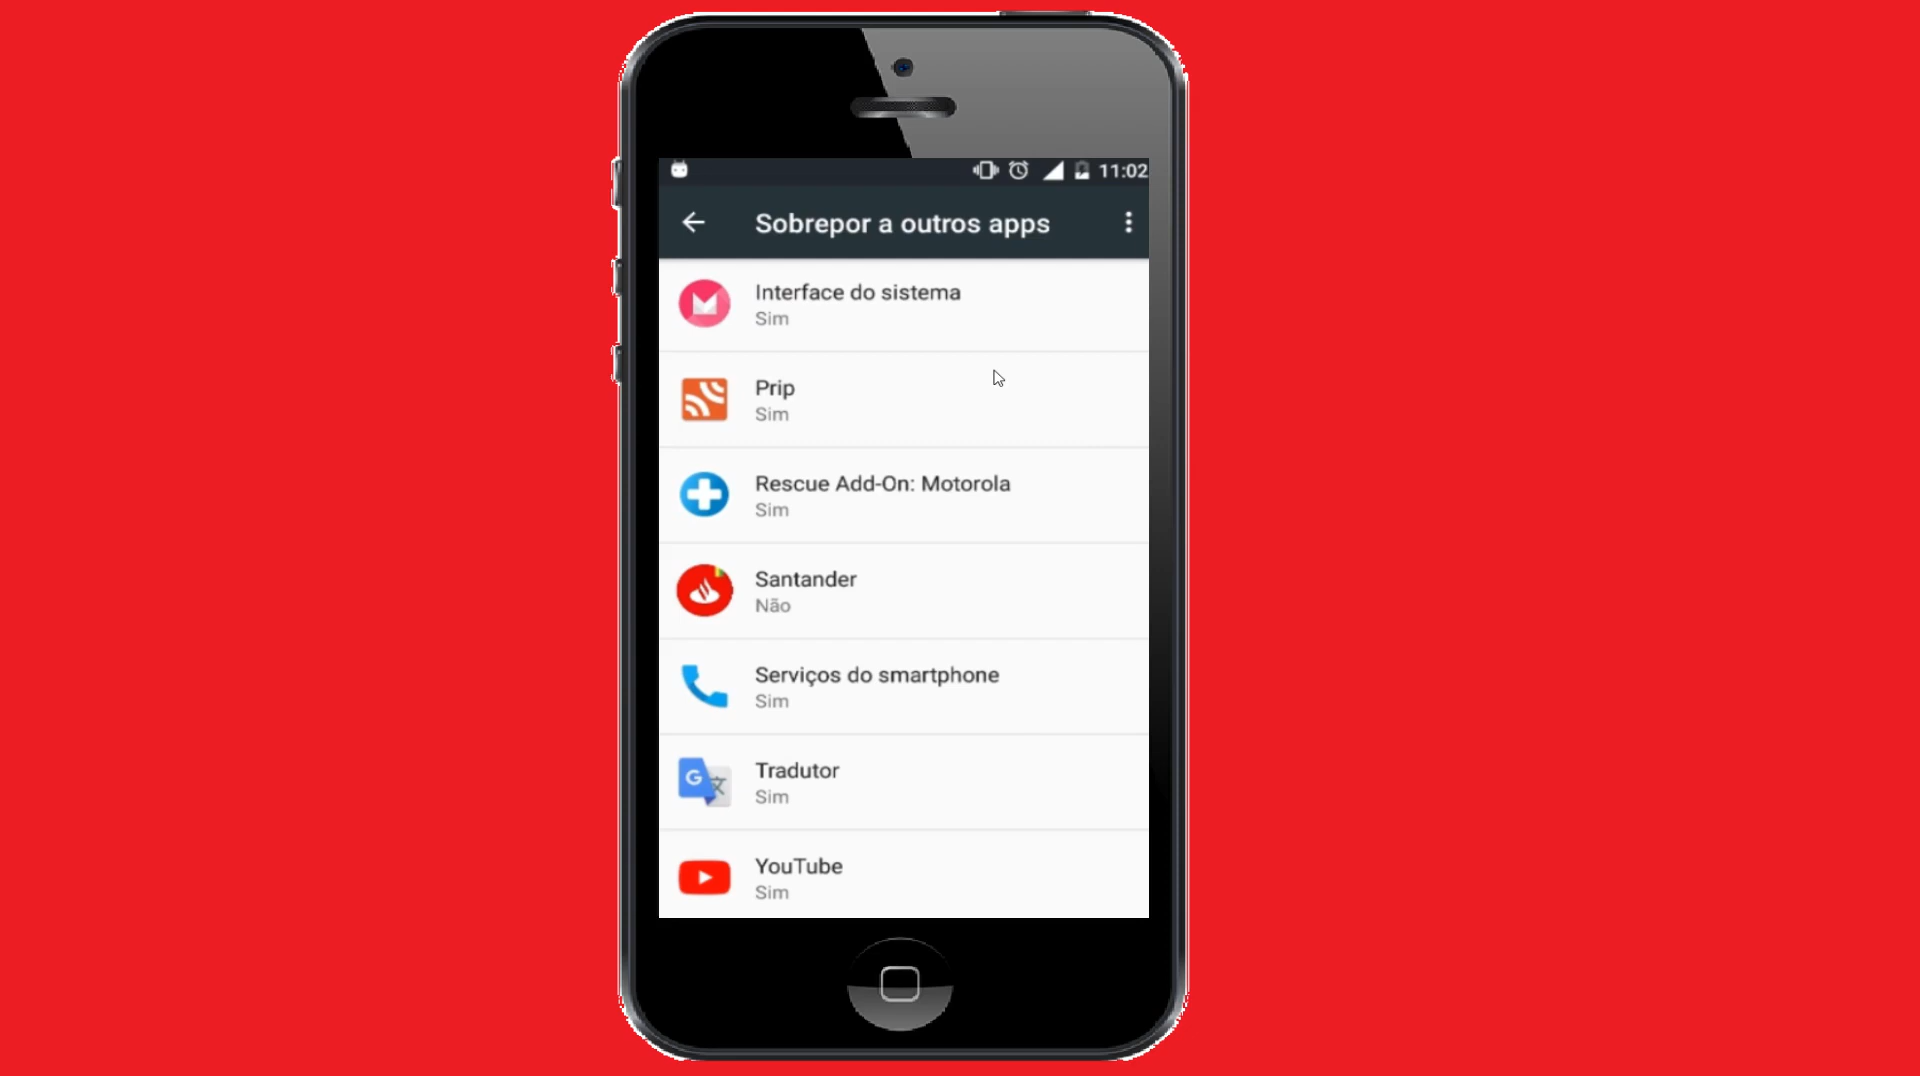 11:02
Sobrepor a outros apps
Interface do sistema
Sim
Prip
Sim
Rescue Add-On: Motorola
Sim
Santander
Não
Serviços do smartphone
Sim
G 文
Tradutor
Sim
YouTube
Sim